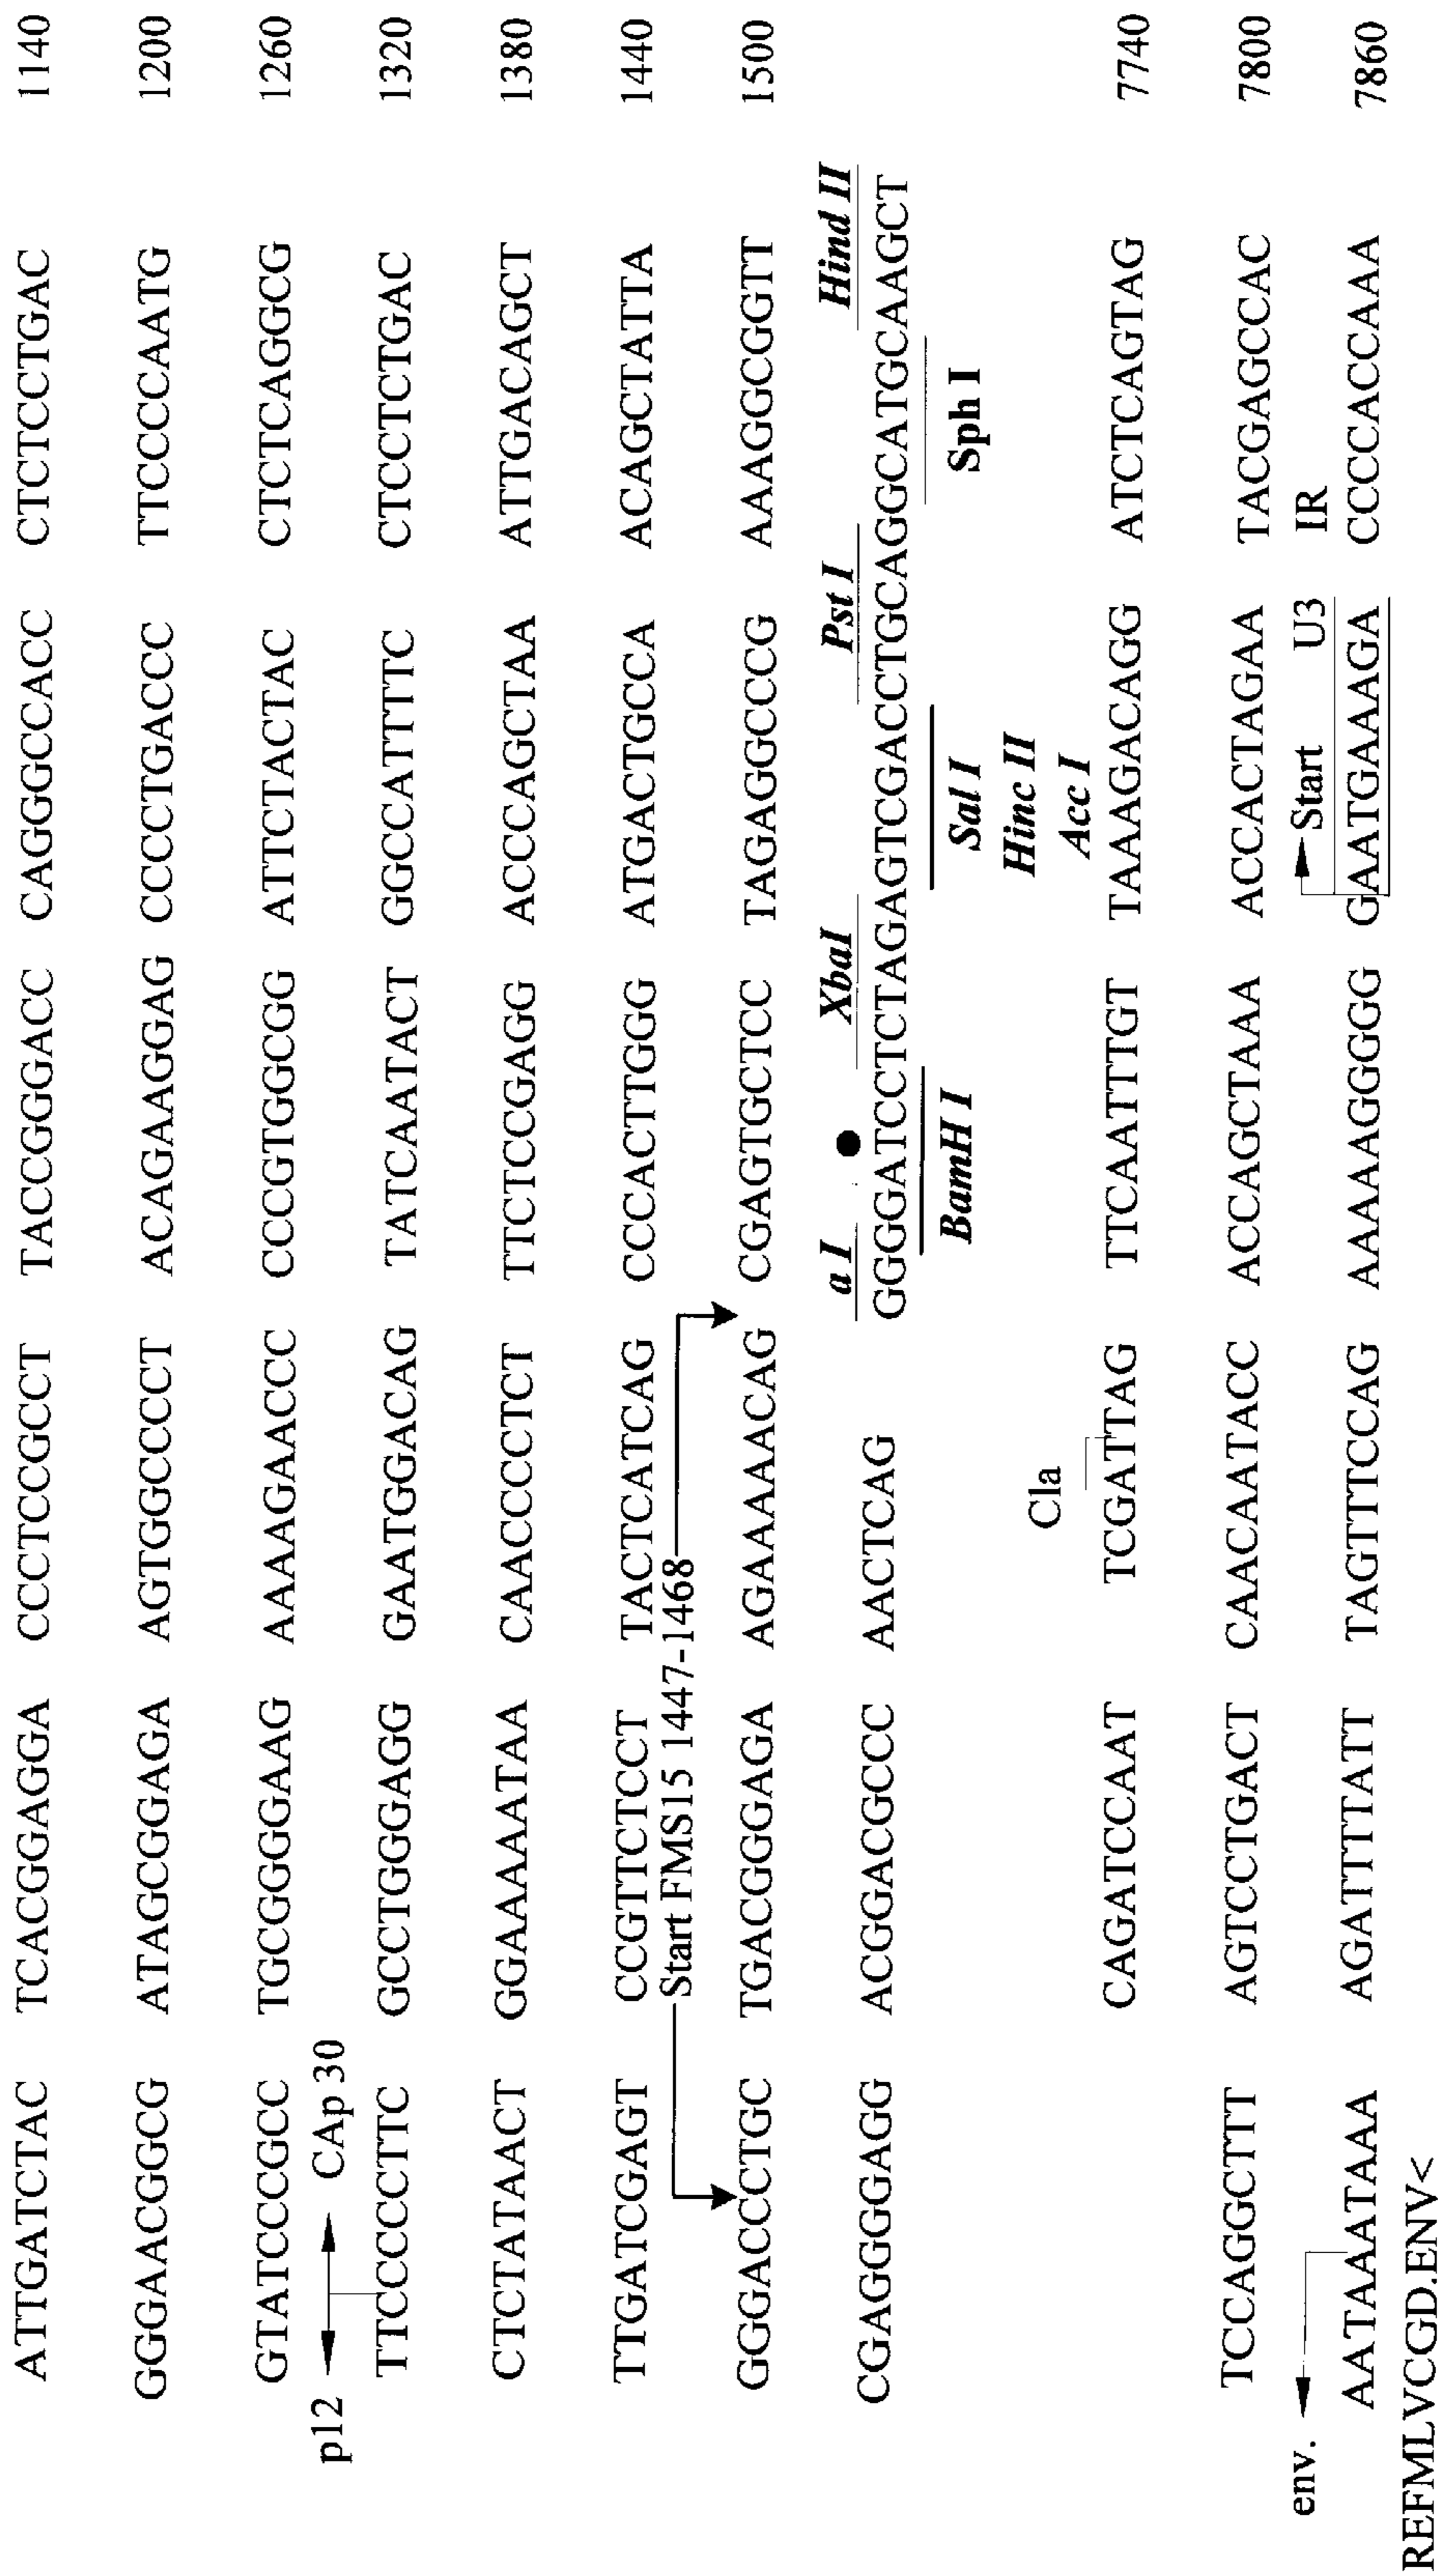 ATTGATCTAC TCACGGAGGA CCCTCCGCCT TACCGGGACC CAGGGCCACC CTCTCCTGAC 1140
GGGAACGGCG ATAGCGGAGA AGTGGCCCCT ACAGAAGGAG CCCCTGACCC TTCCCCAATG 1200
GTATCCCGCC TGCGGGGAAG AAAAGAACCC CCCGTGGCGG ATTCTACTAC CTCTCAGGCG 1260
p12 CAp 30
TTCCCCCTTC GCCTGGGAGG GAATGGACAG TATCAATACT GGCCATTTTC CTCCTCTGAC 1320
CTCTATAACT GGAAAAATAA CAACCCCTCT TTCTCCGAGG ACCCAGCTAA ATTGACAGCT 1380
TTGATCGAGT CCGTTCTCCT TACTCATCAG CCCACTTGGG ATGACTGCCA ACAGCTATTA 1440
Start FMS15 1447-1468
GGGACCCTGC TGACGGGAGA AGAAAAACAG CGAGTGCTCC TAGAGGCCCG AAAGGCGGTT 1500
a I XbaI Pst I Hind II
CGAGGGGAGG ACGGACGCCC AACTCAG GGGGATCCTCTAGAGTCGACCTGCAGGCATGCAAGCT
BamH I Sal I Sph I
Hinc II
Acc I
Cla
CAGATCCAAT TCGATTAG TTCAATTTGT TAAAGACAGG ATCTCAGTAG 7740
TCCAGGCTTT AGTCCTGACT CAACAATACC ACCAGCTAAA ACCACTAGAA TACGAGCCAC 7800
env. Start U3 IR
AATAAATAAA AGATTTTATT TAGTTTCCAG AAAAAGGGGG GAATGAAAGA CCCCACCAAA 7860
REFMLVCGD.ENV<